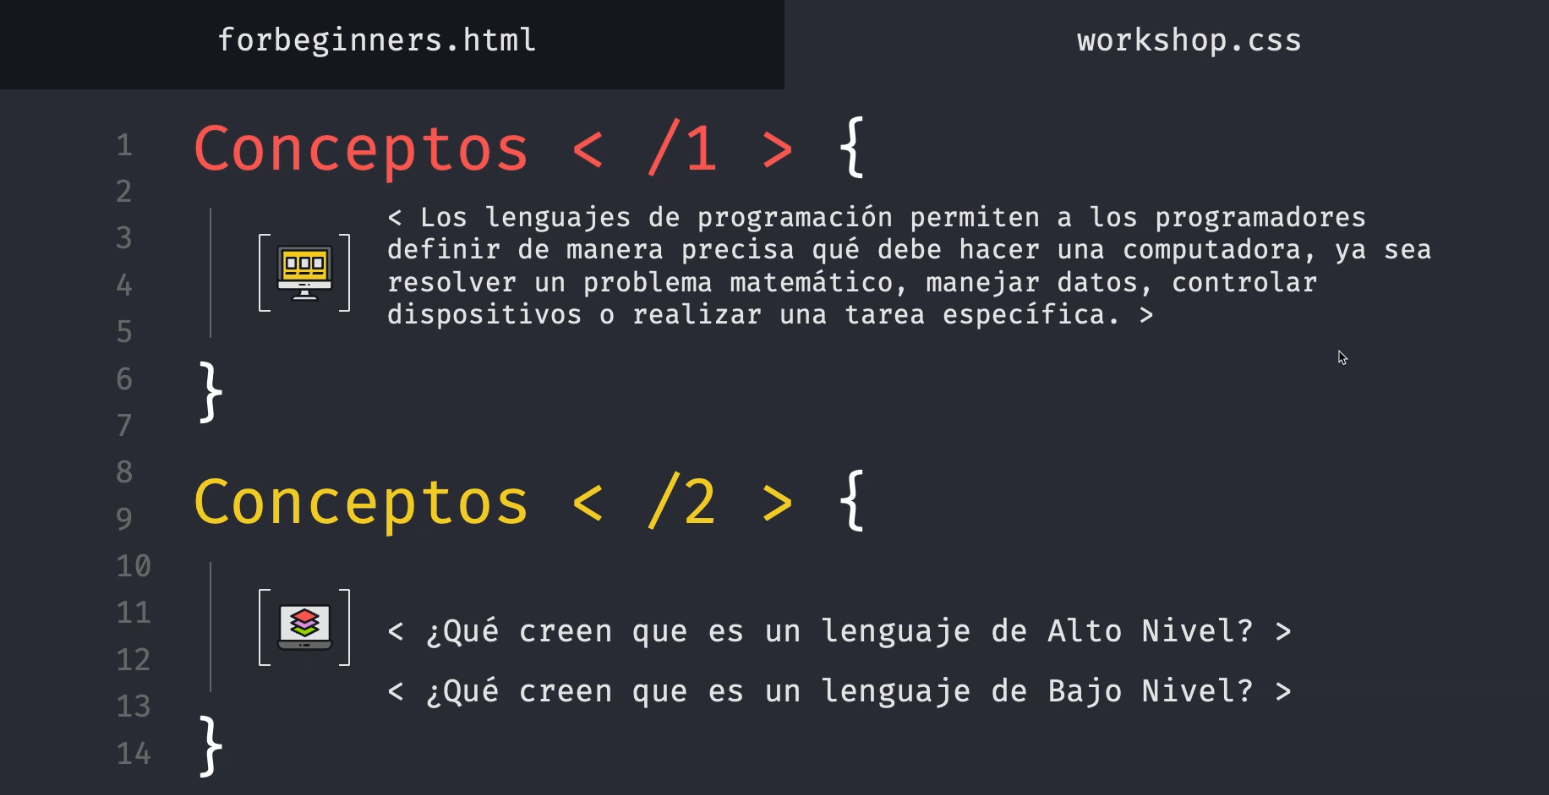 forbeginners.html
workshop.css
1
2
3
4
5
6
7
8
9
10
11
12
13
14
Conceptos < /1 > {
< Los lenguajes de programación permiten a los programadores
definir de manera precisa qué debe hacer una computadora, ya sea
resolver un problema matemático, manejar datos, controlar
dispositivos o realizar una tarea específica. >
}
Conceptos < /2 > {
< ¿Qué creen que es un lenguaje de Alto Nivel? >
< ¿Qué creen que es un lenguaje de Bajo Nivel? >
}